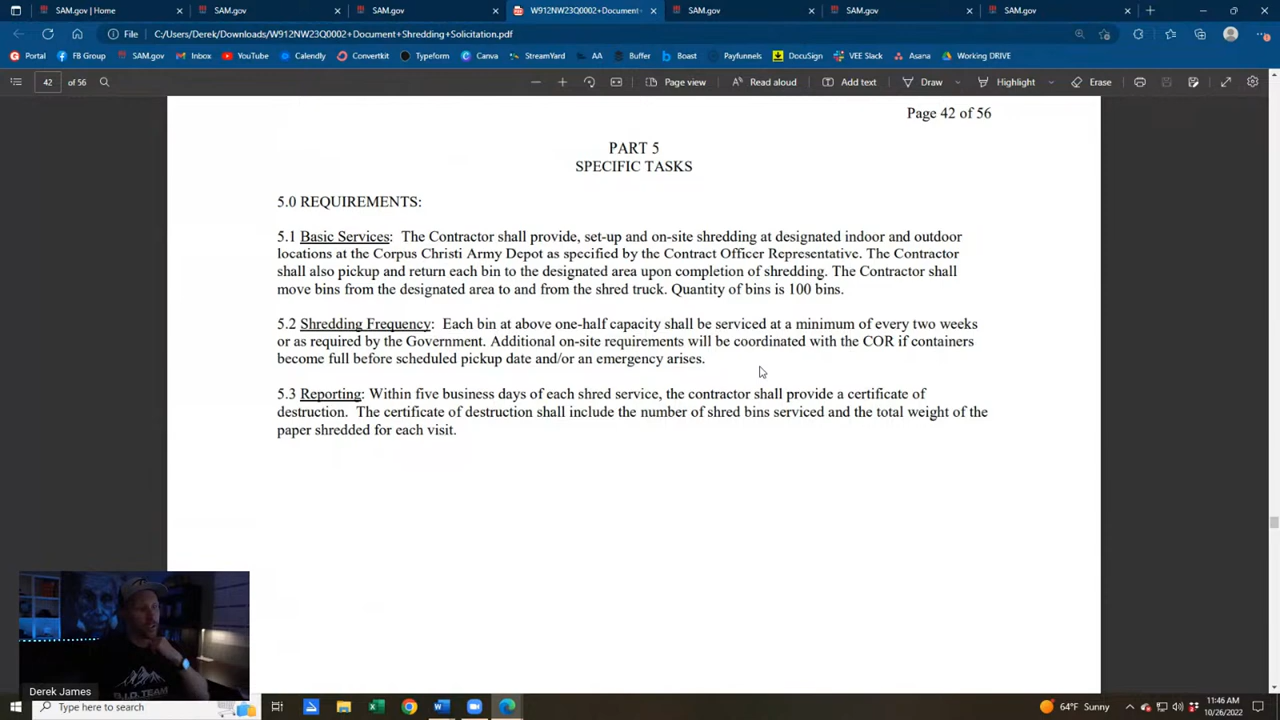 SAM.gov | Home
SAM.gov
SAM.gov
W912NW23Q0002+Document
SAM.gov
SAM.gov
SAM.gov
File
C:/Users/Derek/Downloads/W912NW23Q0002+Document+Shredding+Solicitation.pdf
Portal FB Group SAM.gov Inbox YouTube Calendly Convertkit Typeform Canva StreamYard AA Buffer Boast Payfunnels DocuSign VEE Slack Asana Working DRIVE
42 of 56 Page view Read aloud Add text Draw Highlight Erase
Page 42 of 56
PART 5
SPECIFIC TASKS
5.0 REQUIREMENTS:
5.1 Basic Services: The Contractor shall provide, set-up and on-site shredding at designated indoor and outdoor
locations at the Corpus Christi Army Depot as specified by the Contract Officer Representative. The Contractor
shall also pickup and return each bin to the designated area upon completion of shredding. The Contractor shall
move bins from the designated area to and from the shred truck. Quantity of bins is 100 bins.
5.2 Shredding Frequency: Each bin at above one-half capacity shall be serviced at a minimum of every two weeks
or as required by the Government. Additional on-site requirements will be coordinated with the COR if containers
become full before scheduled pickup date and/or an emergency arises.
5.3 Reporting: Within five business days of each shred service, the contractor shall provide a certificate of
destruction. The certificate of destruction shall include the number of shred bins serviced and the total weight of the
paper shredded for each visit.
B.I.D. TEAM
Derek James
Type here to search
64°F Sunny
11:46 AM
10/26/2022